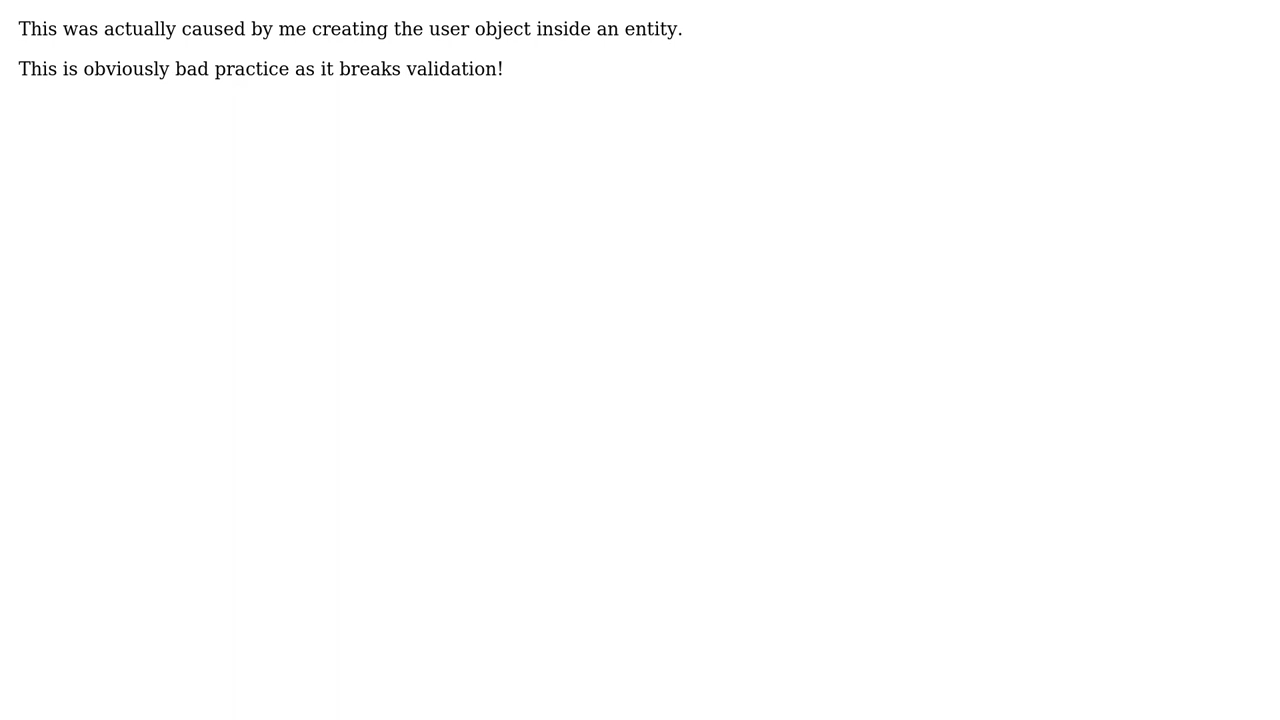 This was actually caused by me creating the user object inside an entity.
This is obviously bad practice as it breaks validation!